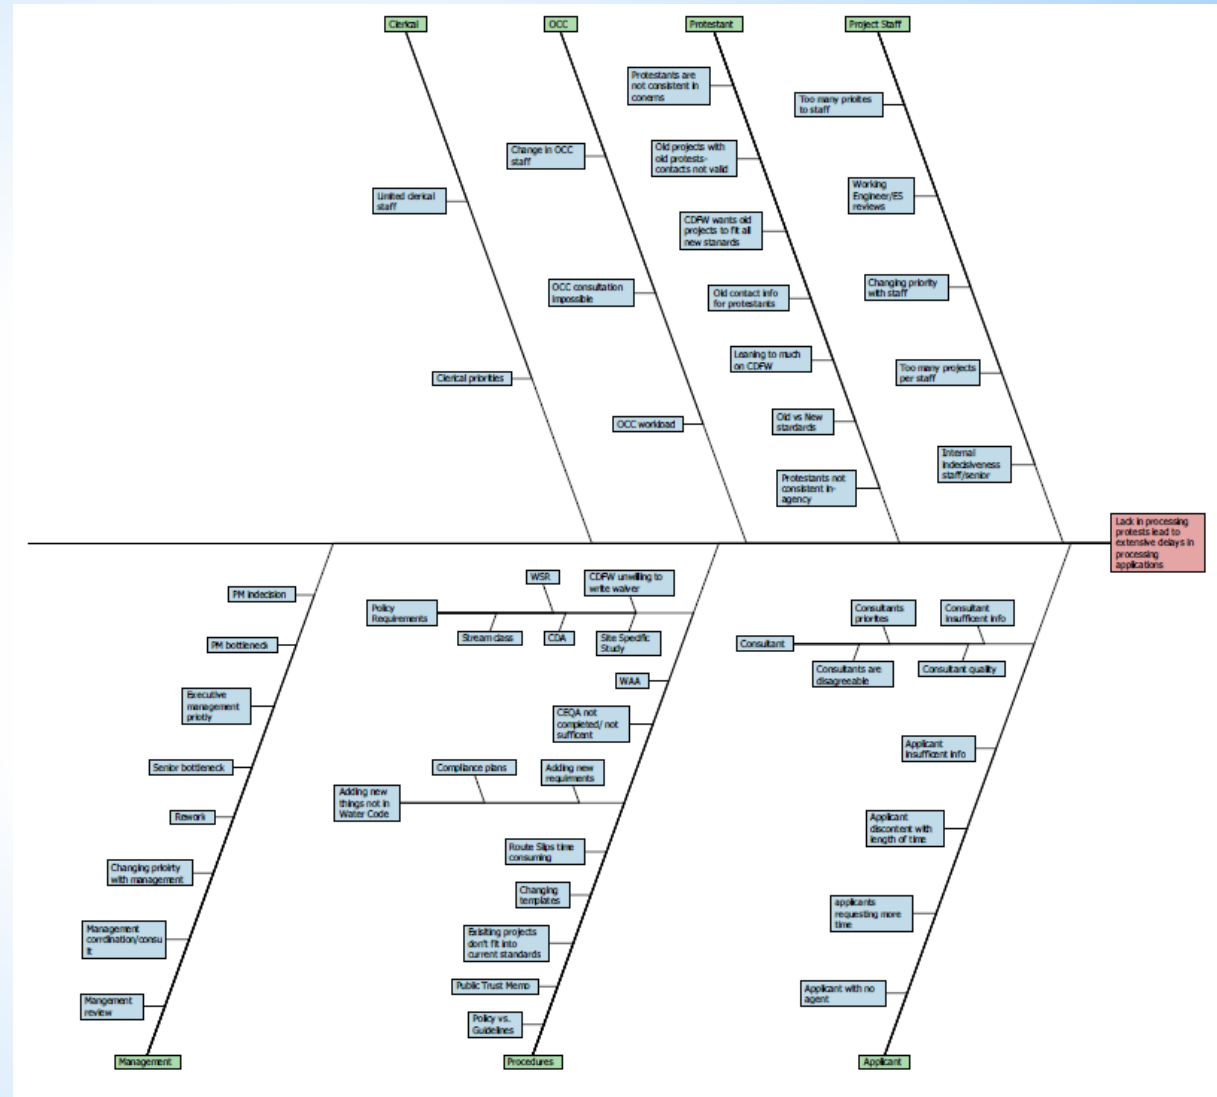 Clerical
OCC
Protestant
Project Staff
Protestants are
not consistent in
conerns
Too many prioites
to staff
Old projects with
old protests-
contacts not valid
Change in OCC
staff
Working
Engineer/ES
reviews
Limited clerical
staff
CDFW wants old
projects to fit all
new stanards
OCC consultation
impossible
Old contact info
for protestants
Changing priority
with staff
Leaning to much
on CDFW
Too many projects
per staff
Clerical priorities
OCC workload
Old vs New
stardards
Internal
indecisiveness
staff/senior
Protestants not
consistent in-
agency
Lack in processing
protests lead to
extensive delays in
processing
applications
PM indecision
PM bottleneck
Executive
management
priotiy
Senior bottleneck
Rework
Changing prioirty
with management
Management
corrdination/consu
lt
Mangement
review
Management
WSR
CDFW unwilling to
write waiver
Policy
Requirements
Stream class
CDA
Site Specific
Study
WAA
CEQA not
completed/ not
sufficent
Compliance plans
Adding new
requirments
Adding new
things not in
Water Code
Route Slips time
consuming
Changing
templates
Exisiting projects
don't fit into
current standards
Public Trust Memo
Policy vs.
Guidelines
Procedures
Consultants
priorites
Consultant
insufficent info
Consultant
Consultants are
disagreeable
Consultant quality
Applicant
insufficent info
Applicant
discontent with
length of time
applicants
requesting more
time
Applicant with no
agent
Applicant